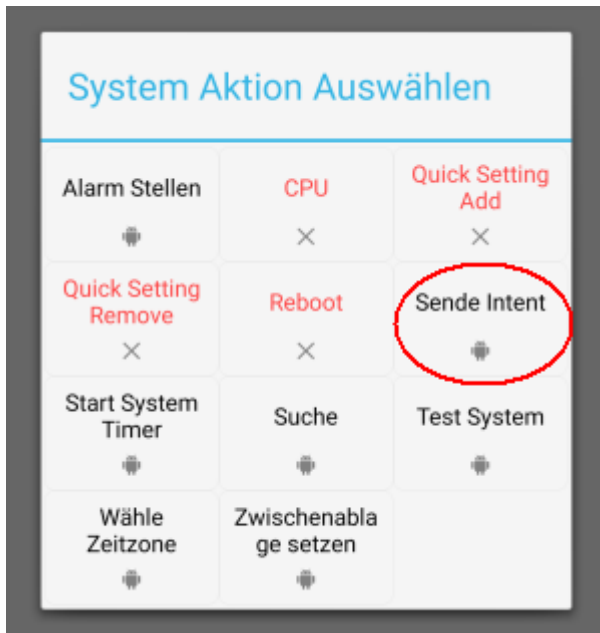 System Aktion Auswählen
Alarm Stellen
CPU
Quick Setting
Add
Quick Setting
Remove
Reboot
Sende Intent
Start System
Timer
Suche
Test System
Wähle
Zeitzone
Zwischenabla
ge setzen